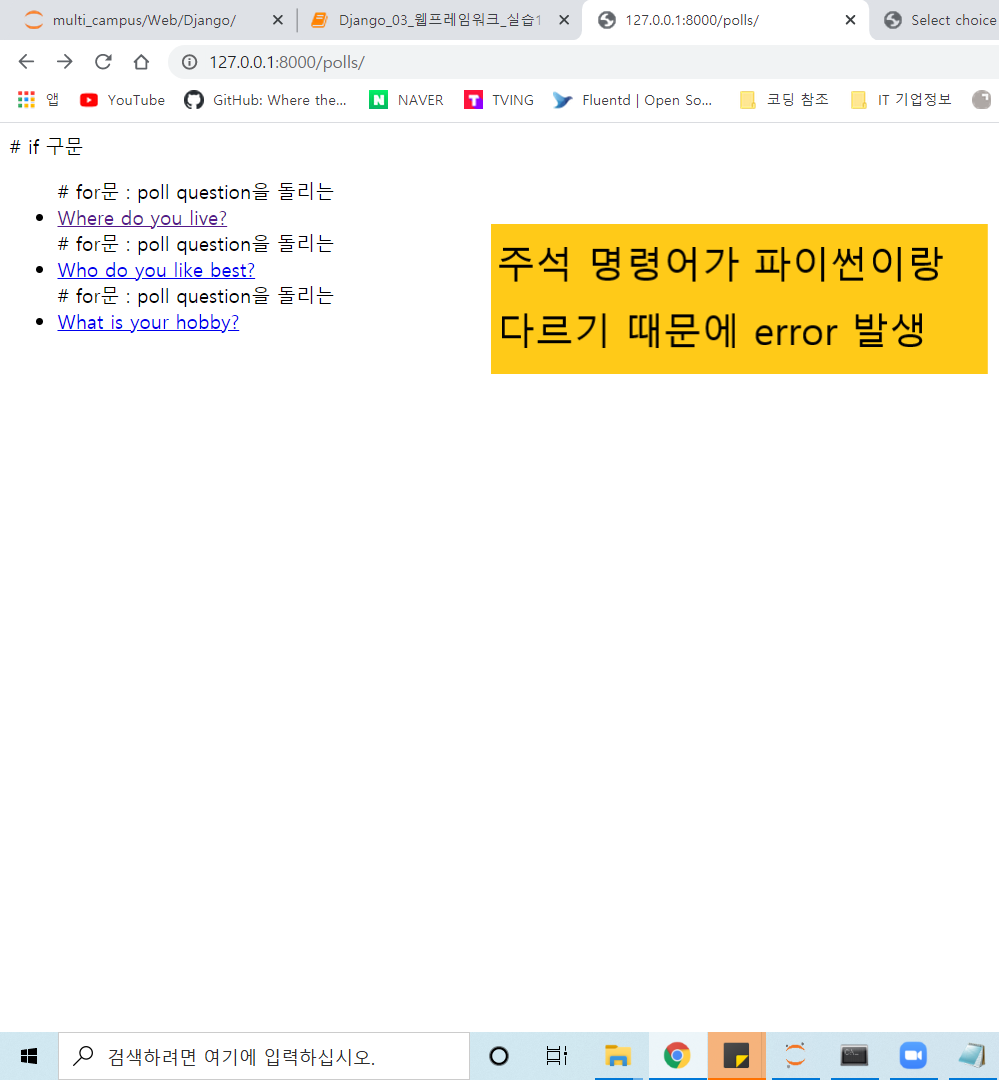 multi_campus/Web/Django/
Django_03_웹프레임워크_실습1
127.0.0.1:8000/polls/
Select choice
127.0.0.1:8000/polls/
앱
YouTube
GitHub: Where the...
NAVER
TVING
Fluentd | Open So...
코딩 참조
IT 기업정보
# if 구문
# for문 : poll question을 돌리는
Where do you live?
# for문 : poll question을 돌리는
Who do you like best?
# for문 : poll question을 돌리는
What is your hobby?
주석 명령어가 파이썬이랑
다르기 때문에 error 발생
검색하려면 여기에 입력하십시오.